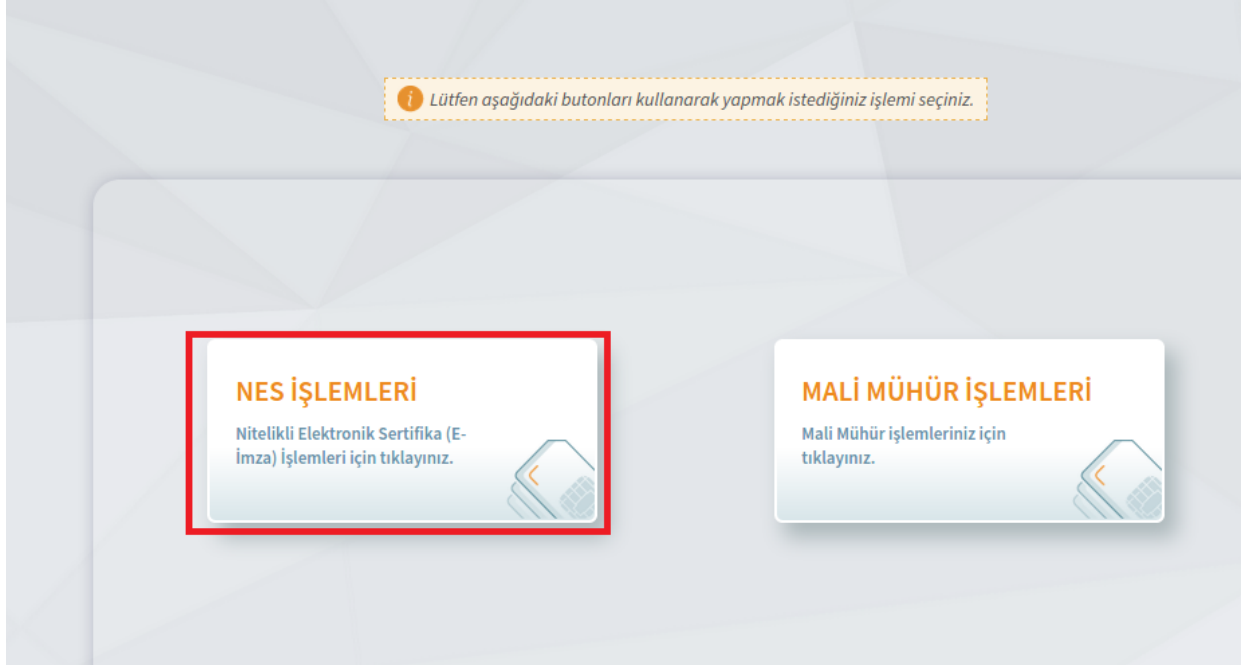 Lütfen aşağıdaki butonları kullanarak yapmak istediğiniz işlemi seçiniz.
NES İŞLEMLERİ
Nitelikli Elektronik Sertifika (E-
İmza) İşlemleri için tıklayınız.
MALİ MÜHÜR İŞLEMLERİ
Mali Mühür işlemleriniz için
tıklayınız.